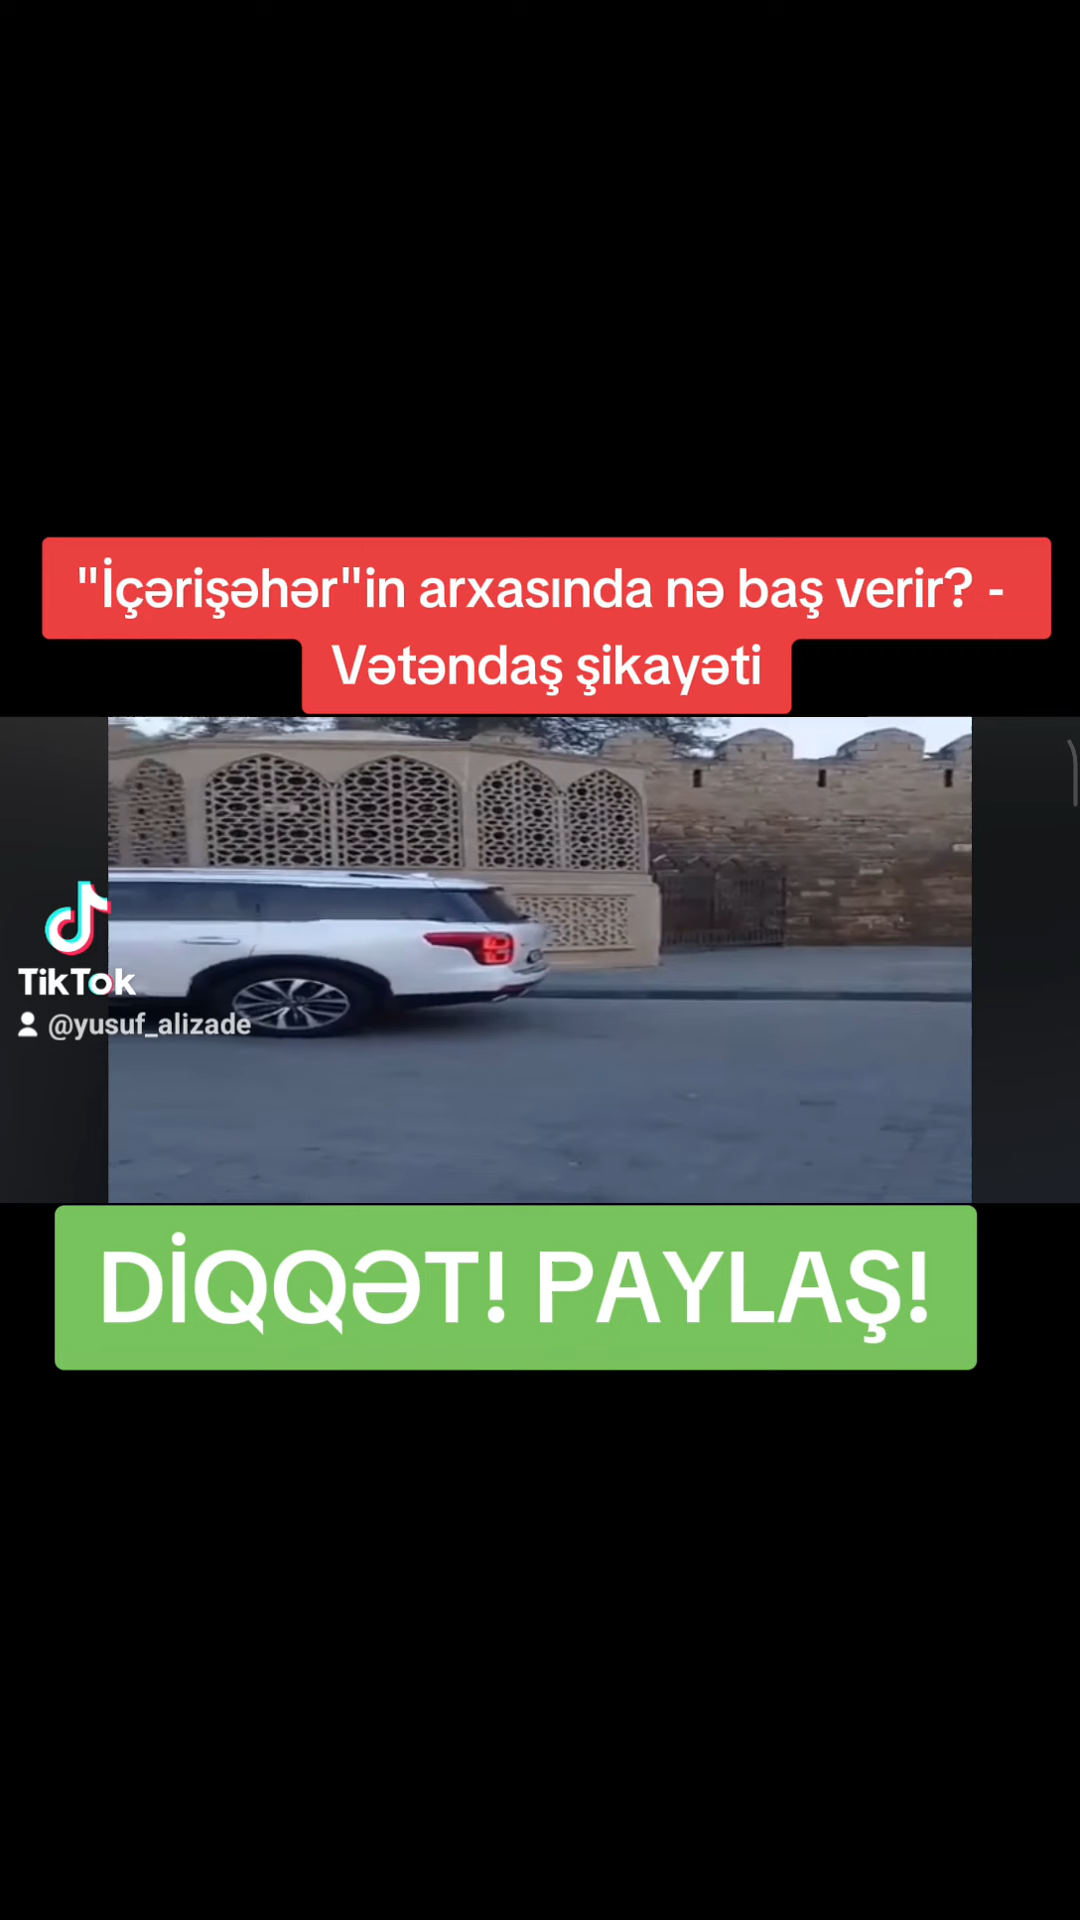 "İçərişəhər"in arxasında nə baş verir? -
Vətəndaş şikayəti
TikTok
@yusuf_alizade
DİQQƏT! PAYLAŞ!